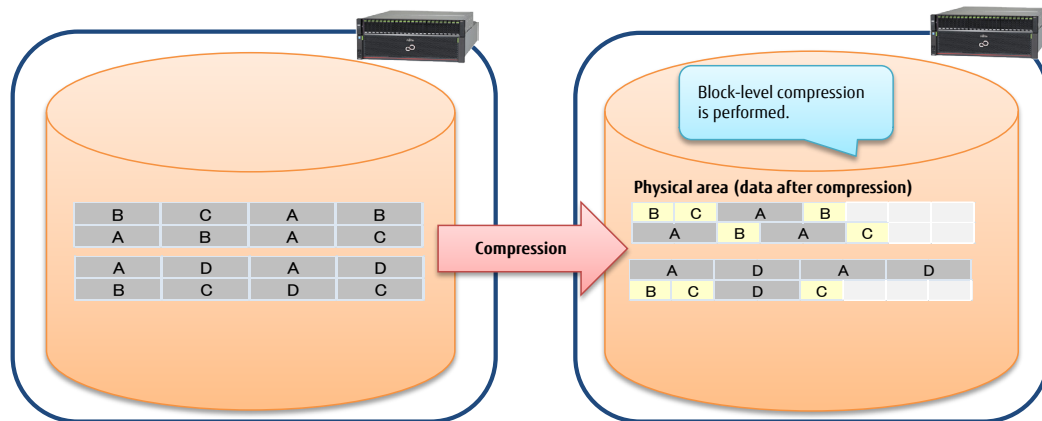 Block-level compression
is performed.
Physical area (data after compression)
B C A B
A B A C
A D A D
B C D C
Compression
B C A B
A B A C
A D A D
B C D C